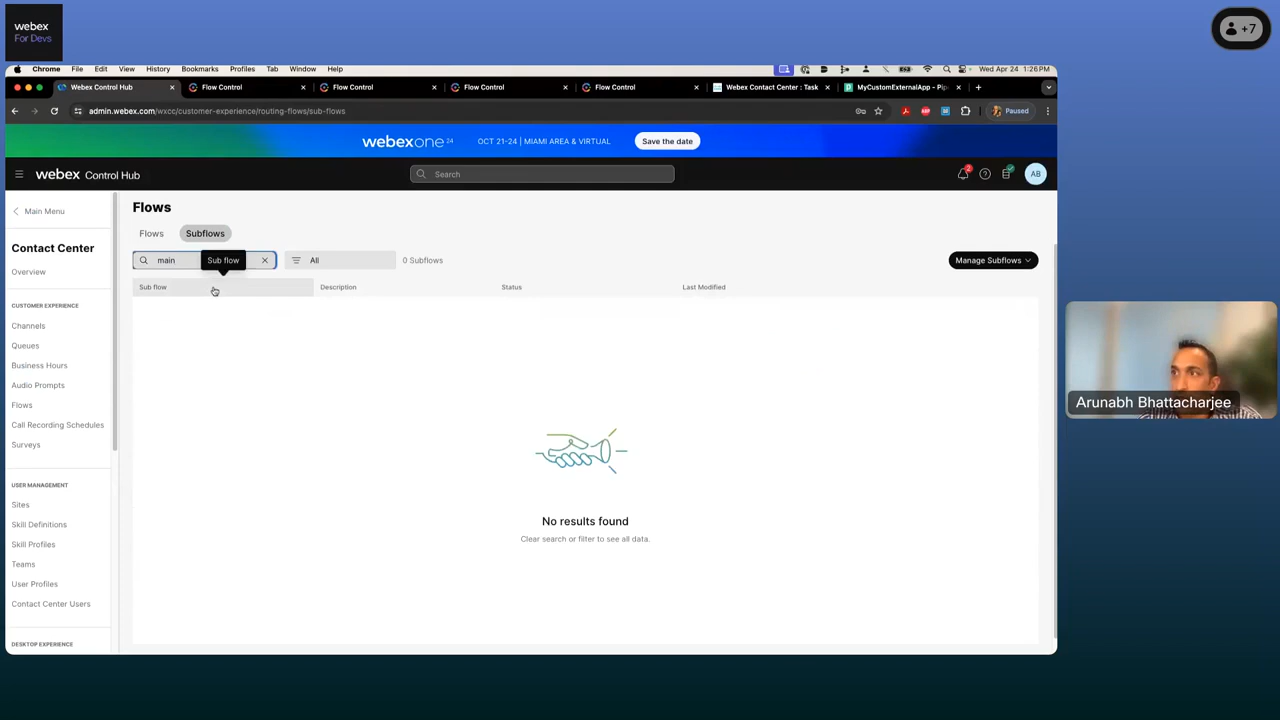 webex
For Devs
+7
Chrome File Edit View History Bookmarks Profiles Tab Window Help
Wed Apr 24 1:26 PM
Webex Control Hub
Flow Control
Flow Control
Flow Control
Flow Control
Webex Contact Center : Task
MyCustomExternalApp - Pip
admin.webex.com/wxcc/customer-experience/routing-flows/sub-flows
Paused
webexone 24
OCT 21-24 | MIAMI AREA & VIRTUAL
Save the date
webex Control Hub
Search
2
AB
Main Menu
Contact Center
Overview
CUSTOMER EXPERIENCE
Channels
Queues
Business Hours
Audio Prompts
Flows
Call Recording Schedules
Surveys
USER MANAGEMENT
Sites
Skill Definitions
Skill Profiles
Teams
User Profiles
Contact Center Users
DESKTOP EXPERIENCE
Flows
Flows
Subflows
main
Sub flow
All
0 Subflows
Manage Subflows
Sub flow
Description
Status
Last Modified
No results found
Clear search or filter to see all data.
Arunabh Bhattacharjee